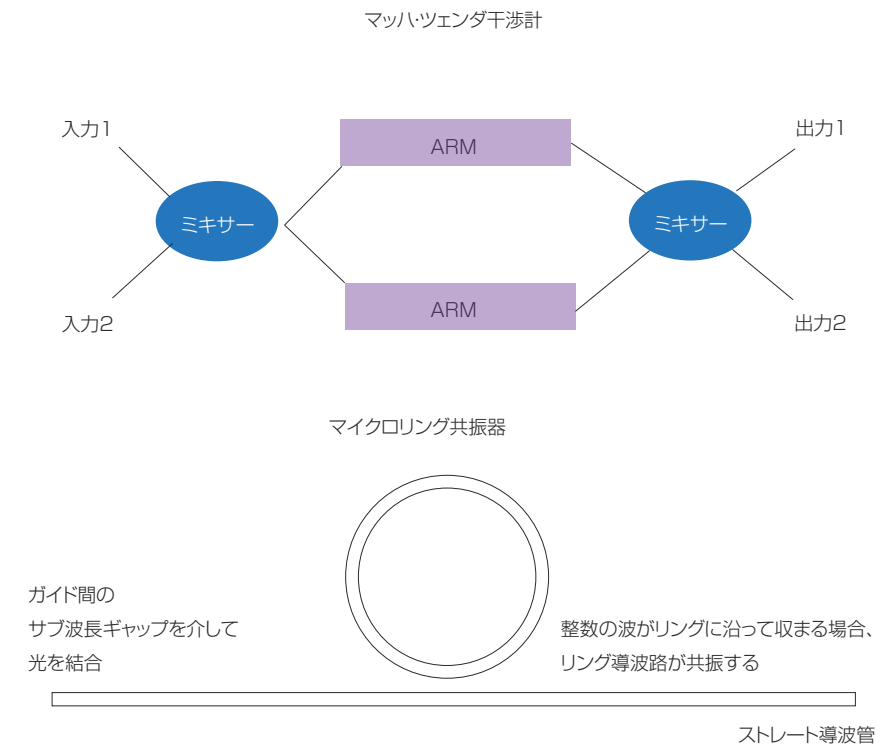 マッハ・ツェンダ干渉計
入力1
ARM
出力1
ミキサー
ミキサー
入力2
ARM
出力2
マイクロリング共振器
ガイド間の
サブ波長ギャップを介して
光を結合
整数の波がリングに沿って収まる場合、
リング導波路が共振する
ストレート導波管